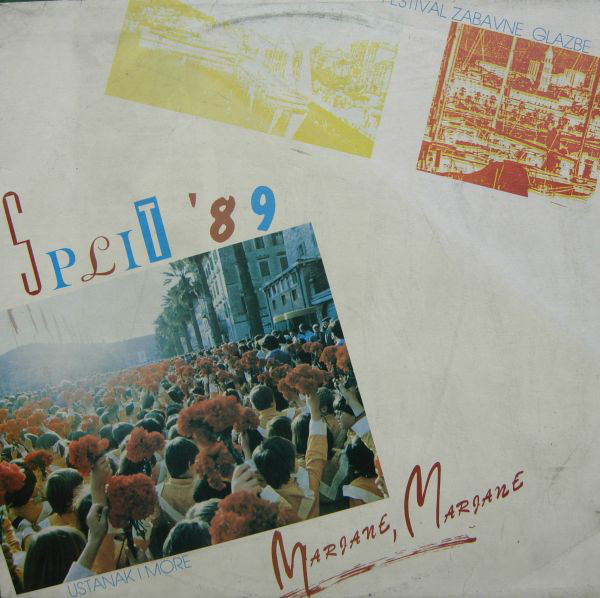 FESTIVAL ZABAVNE GLAZBE
SPLIT '89
USTANAK I MORE
MARJANE, MARJANE